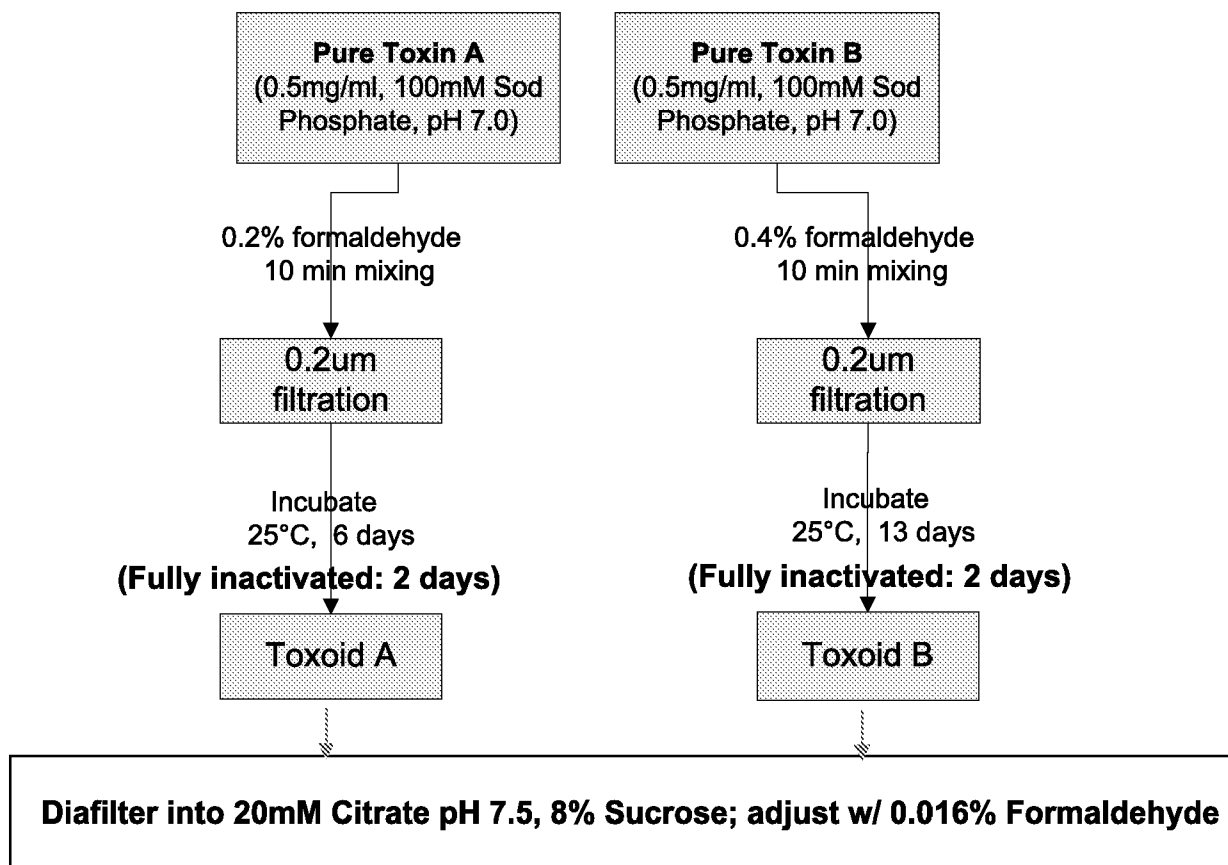 Pure Toxin A
(0.5mg/ml, 100mM Sod
Phosphate, pH 7.0)
Pure Toxin B
(0.5mg/ml, 100mM Sod
Phosphate, pH 7.0)
0.2% formaldehyde
10 min mixing
0.4% formaldehyde
10 min mixing
0.2um
filtration
0.2um
filtration
Incubate
25°C, 6 days
(Fully inactivated: 2 days)
Incubate
25°C, 13 days
(Fully inactivated: 2 days)
Toxoid A
Toxoid B
Diafilter into 20mM Citrate pH 7.5, 8% Sucrose; adjust w/ 0.016% Formaldehyde